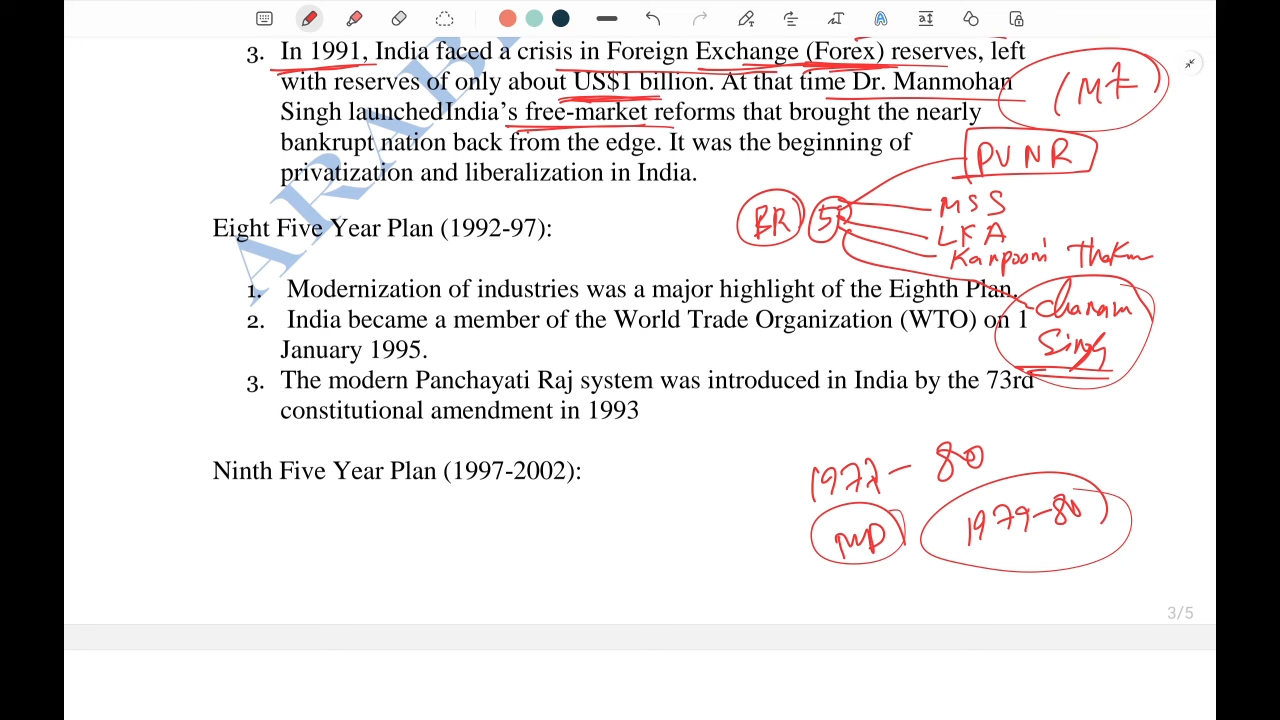 3. In 1991, India faced a crisis in Foreign Exchange (Forex) reserves, left
with reserves of only about US$1 billion. At that time Dr. Manmohan
Singh launchedIndia's free-market reforms that brought the nearly
bankrupt nation back from the edge. It was the beginning of
privatization and liberalization in India.
PVNR
BR 5
MSS
LKA
Eight Five Year Plan (1992-97):
Karpoori Thakur
1. Modernization of industries was a major highlight of the Eighth Plan.
Charam
Singh
2. India became a member of the World Trade Organization (WTO) on 1
January 1995.
3. The modern Panchayati Raj system was introduced in India by the 73rd
constitutional amendment in 1993
Ninth Five Year Plan (1997-2002):
1977-80
1979-80
3/5